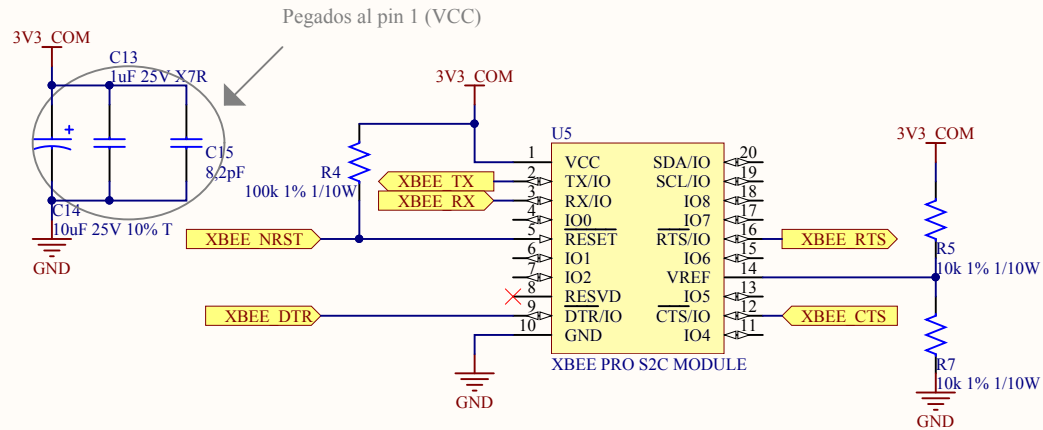 Pegados al pin 1 (VCC)
3V3_COM
C13
1uF 25V X7R
C15
8,2pF
C14
10uF 25V 10% T
GND
3V3_COM
R4
100k 1% 1/10W
XBEE_TX
XBEE_RX
XBEE_NRST
XBEE_DTR
GND
U5
1 VCC SDA/IO 20
2 TX/IO SCL/IO 19
3 RX/IO IO8 18
4 IO0 IO7 17
5 RESET RTS/IO 16
6 IO1 IO6 15
7 IO2 VREF 14
8 RESVD IO5 13
9 DTR/IO CTS/IO 12
10 GND IO4 11
XBEE PRO S2C MODULE
XBEE_RTS
XBEE_CTS
3V3_COM
R5
10k 1% 1/10W
R7
10k 1% 1/10W
GND